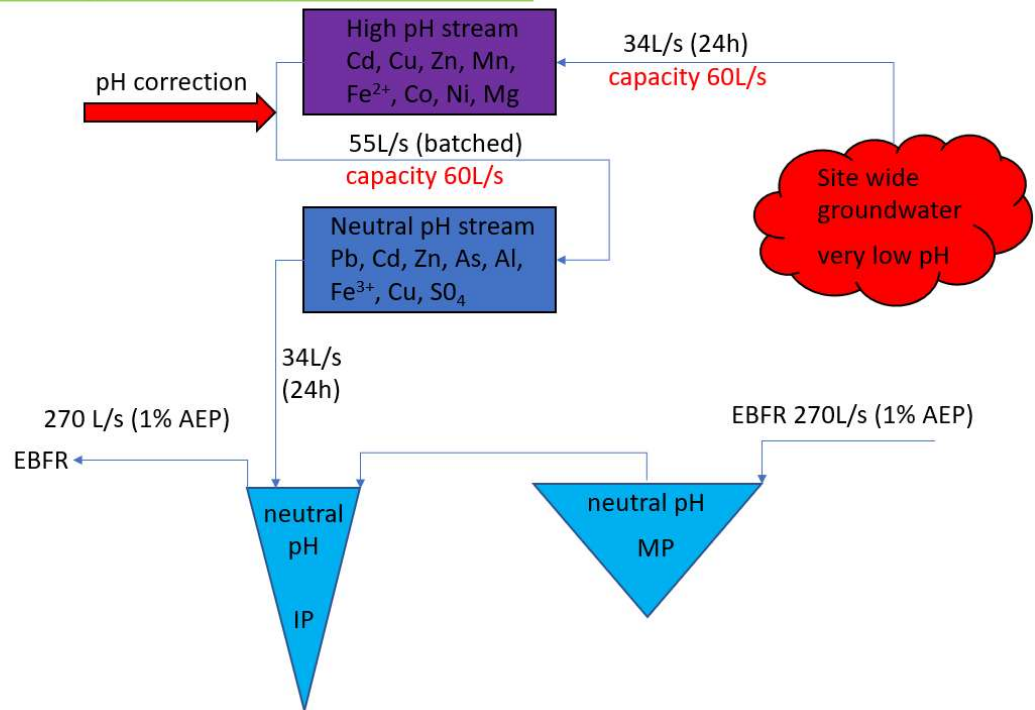 High pH stream
Cd, Cu, Zn, Mn,
Fe²⁺, Co, Ni, Mg
34L/s (24h)
capacity 60L/s
pH correction
55L/s (batched)
capacity 60L/s
Site wide
groundwater
very low pH
Neutral pH stream
Pb, Cd, Zn, As, Al,
Fe³⁺, Cu, S0₄
34L/s
(24h)
270 L/s (1% AEP)
EBFR
EBFR 270L/s (1% AEP)
neutral
pH
IP
neutral pH
MP